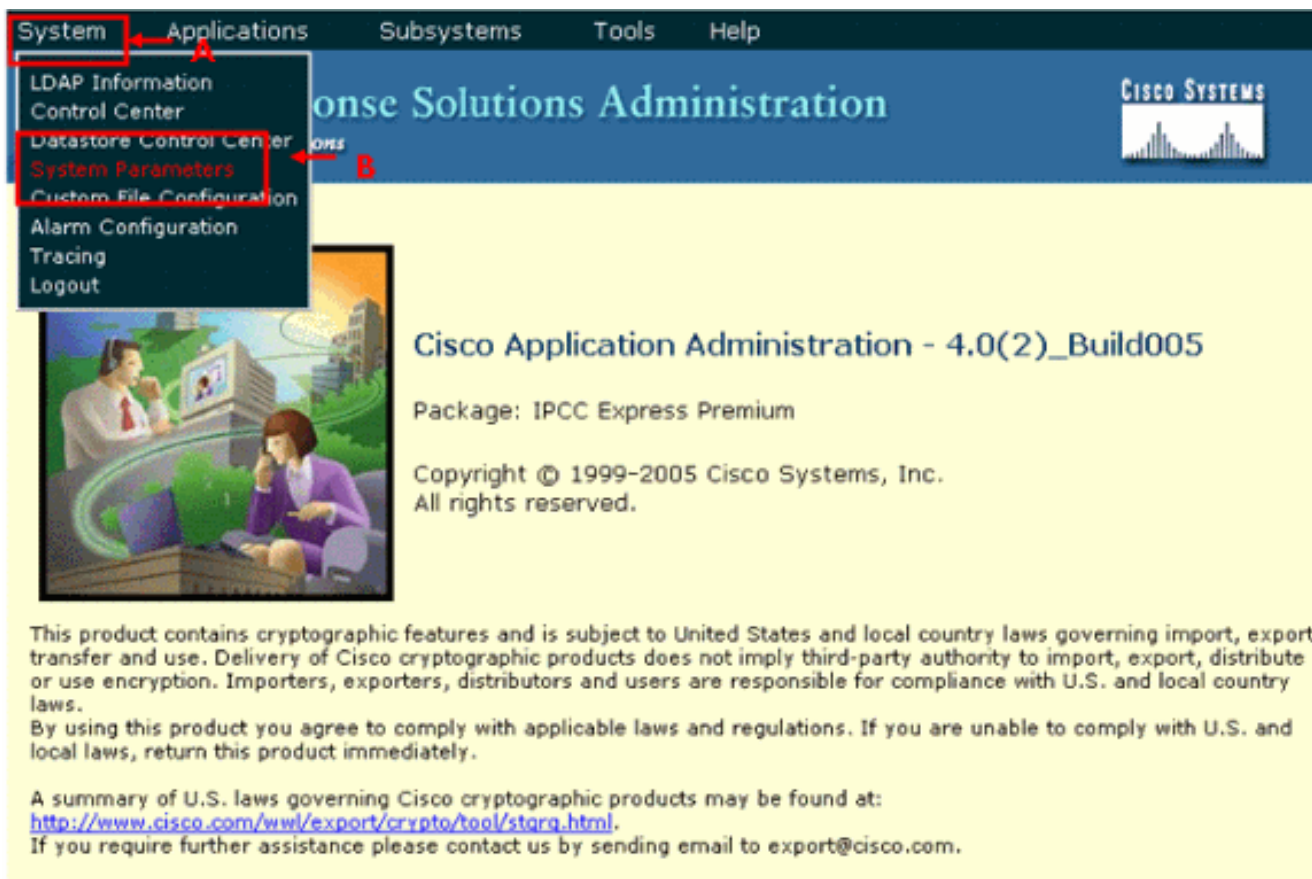 System Applications Subsystems Tools Help
A
LDAP Information
Control Center
Datastore Control Center
System Parameters
Custom File Configuration
Alarm Configuration
Tracing
Logout
onse Solutions Administration
ons
B
CISCO SYSTEMS
Cisco Application Administration - 4.0(2)_Build005
Package: IPCC Express Premium
Copyright © 1999-2005 Cisco Systems, Inc.
All rights reserved.
This product contains cryptographic features and is subject to United States and local country laws governing import, export
transfer and use. Delivery of Cisco cryptographic products does not imply third-party authority to import, export, distribute
or use encryption. Importers, exporters, distributors and users are responsible for compliance with U.S. and local country
laws.
By using this product you agree to comply with applicable laws and regulations. If you are unable to comply with U.S. and
local laws, return this product immediately.
A summary of U.S. laws governing Cisco cryptographic products may be found at:
http://www.cisco.com/wwl/export/crypto/tool/stqrg.html.
If you require further assistance please contact us by sending email to export@cisco.com.